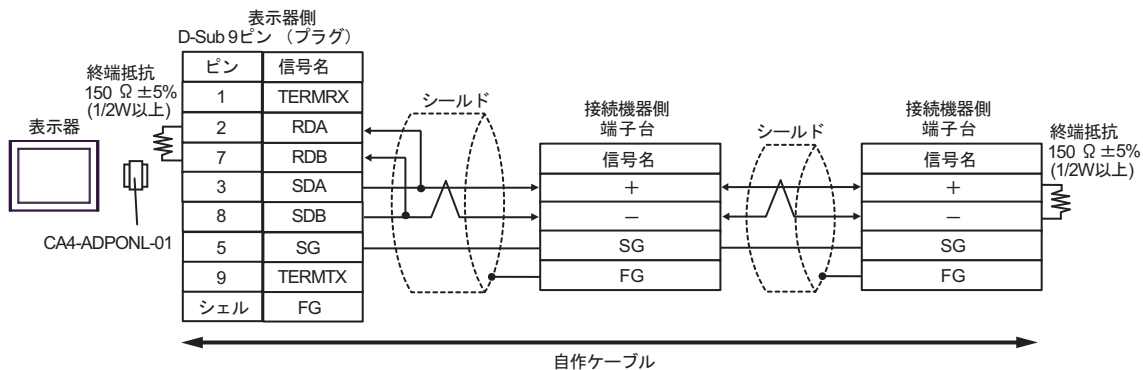 表示器側
D-Sub 9ピン （プラグ）
ピン 信号名
1 TERMRX
2 RDA
7 RDB
3 SDA
8 SDB
5 SG
9 TERMTX
シェル FG
終端抵抗
150 Ω ±5%
(1/2W以上)
表示器
CA4-ADPONL-01
シールド
接続機器側
端子台
信号名
+
−
SG
FG
シールド
接続機器側
端子台
信号名
+
−
SG
FG
終端抵抗
150 Ω ±5%
(1/2W以上)
自作ケーブル